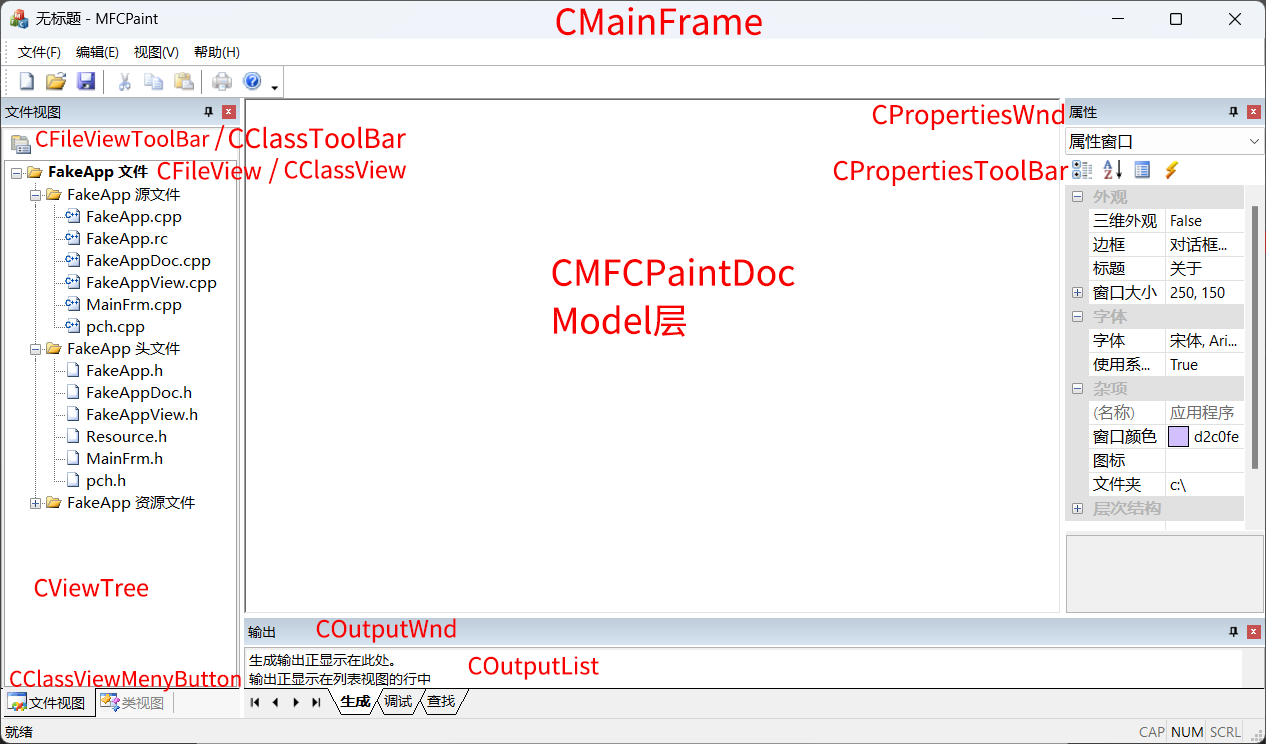 无标题 - MFCPaint
CMainFrame
文件(F) 编辑(E) 视图(V) 帮助(H)
文件视图
CFileViewToolBar / CClassToolBar
CFileView / CClassView
FakeApp 文件
FakeApp 源文件
FakeApp.cpp
FakeApp.rc
FakeAppDoc.cpp
FakeAppView.cpp
MainFrm.cpp
pch.cpp
FakeApp 头文件
FakeApp.h
FakeAppDoc.h
FakeAppView.h
Resource.h
MainFrm.h
pch.h
FakeApp 资源文件
CViewTree
CClassViewMenyButton
文件视图 类视图
CMFCPaintDoc
Model层
CPropertiesWnd
属性
属性窗口
CPropertiesToolBar
外观
三维外观 False
边框 对话框...
标题 关于
窗口大小 250, 150
字体
字体 宋体, Ari...
使用系... True
杂项
(名称) 应用程序
窗口颜色 d2c0fe
图标
文件夹 c:\
层次结构
输出
COutputWnd
生成输出正显示在此处。
输出正显示在列表视图的行中
COutputList
生成 调试 查找
就绪
CAP NUM SCRL